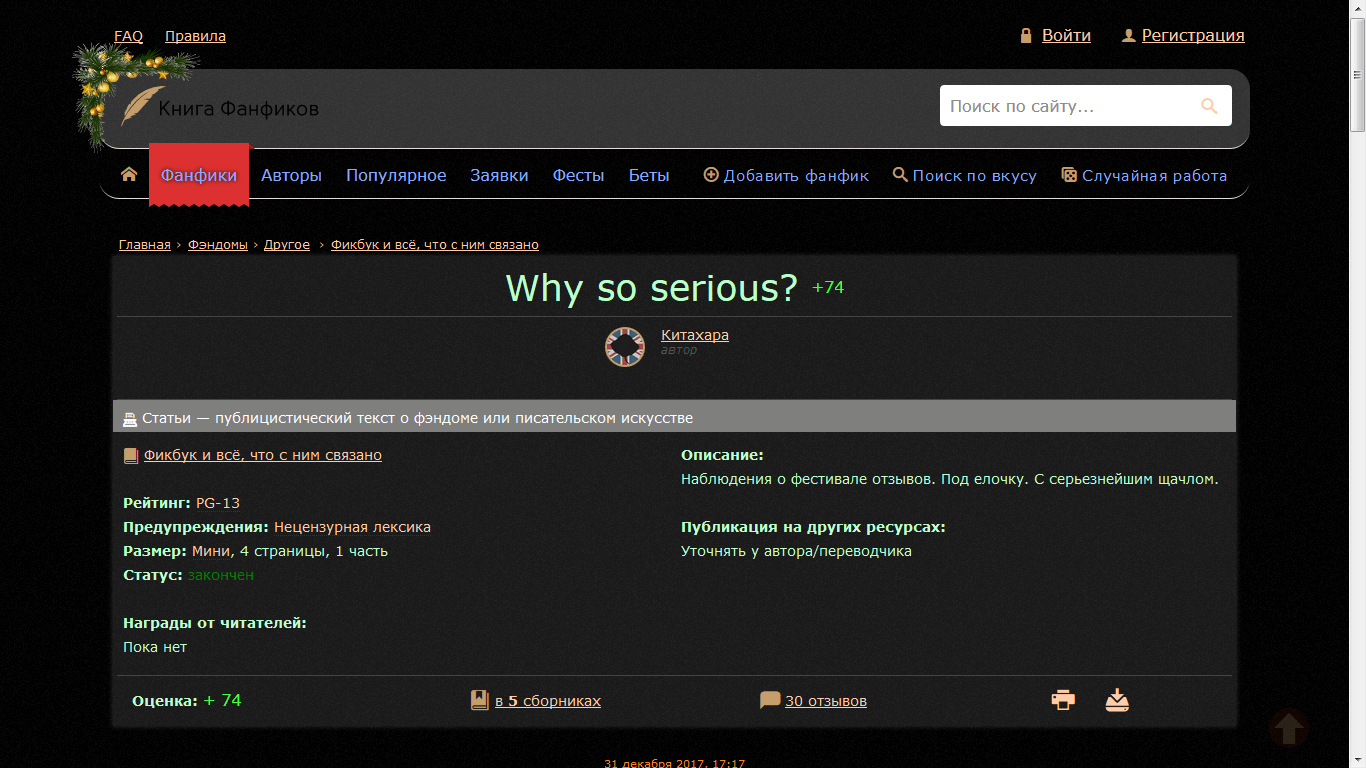 FAQ Правила Войти Регистрация
Книга Фанфиков Поиск по сайту...
Фанфики Авторы Популярное Заявки Фесты Беты Добавить фанфик Поиск по вкусу Случайная работа
Главная › Фэндомы › Другое › Фикбук и всё, что с ним связано
Why so serious? +74
Китахара
автор
Статьи — публицистический текст о фэндоме или писательском искусстве
Фикбук и всё, что с ним связано
Рейтинг: PG-13
Предупреждения: Нецензурная лексика
Размер: Мини, 4 страницы, 1 часть
Статус: закончен
Награды от читателей:
Пока нет
Описание:
Наблюдения о фестивале отзывов. Под елочку. С серьезнейшим щачлом.
Публикация на других ресурсах:
Уточнять у автора/переводчика
Оценка: + 74 в 5 сборниках 30 отзывов
31 декабря 2017, 17:17